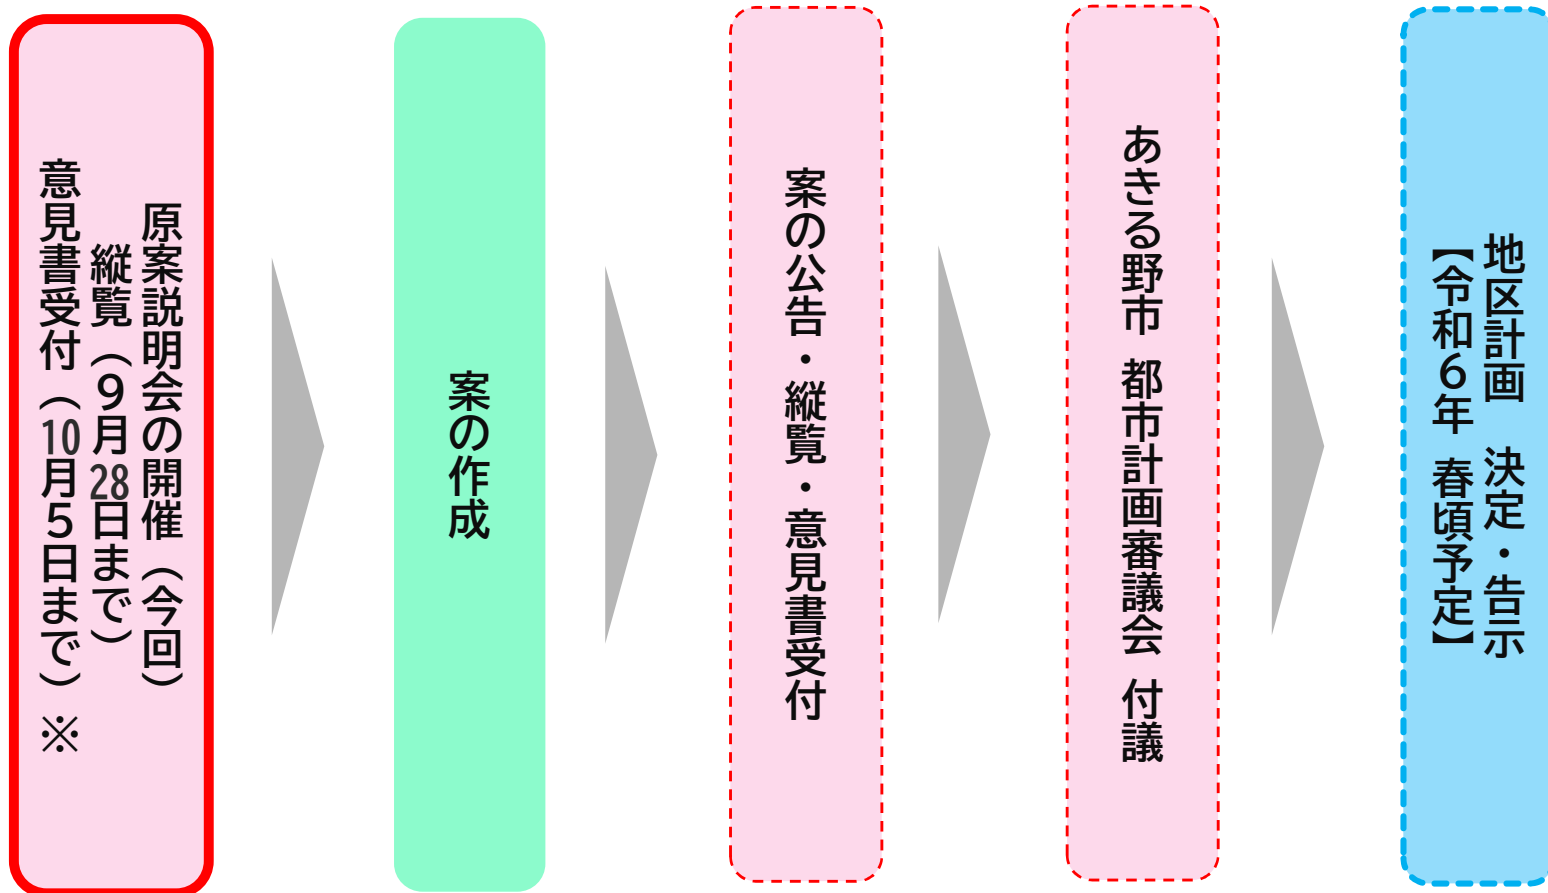 原案説明会の開催（今回）
縦覧（９月28日まで）
意見書受付（10月５日まで）※
案の作成
案の公告・縦覧・意見書受付
あきる野市 都市計画審議会 付議
地区計画 決定・告示
【令和６年 春頃予定】